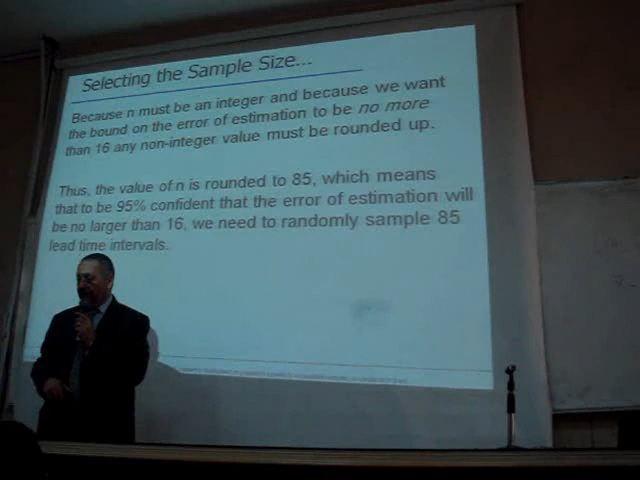 Selecting the Sample Size...
Because n must be an integer and because we want
the bound on the error of estimation to be no more
than 16 any non-integer value must be rounded up.
Thus, the value of n is rounded to 85, which means
that to be 95% confident that the error of estimation will
be no larger than 16, we need to randomly sample 85
lead time intervals.